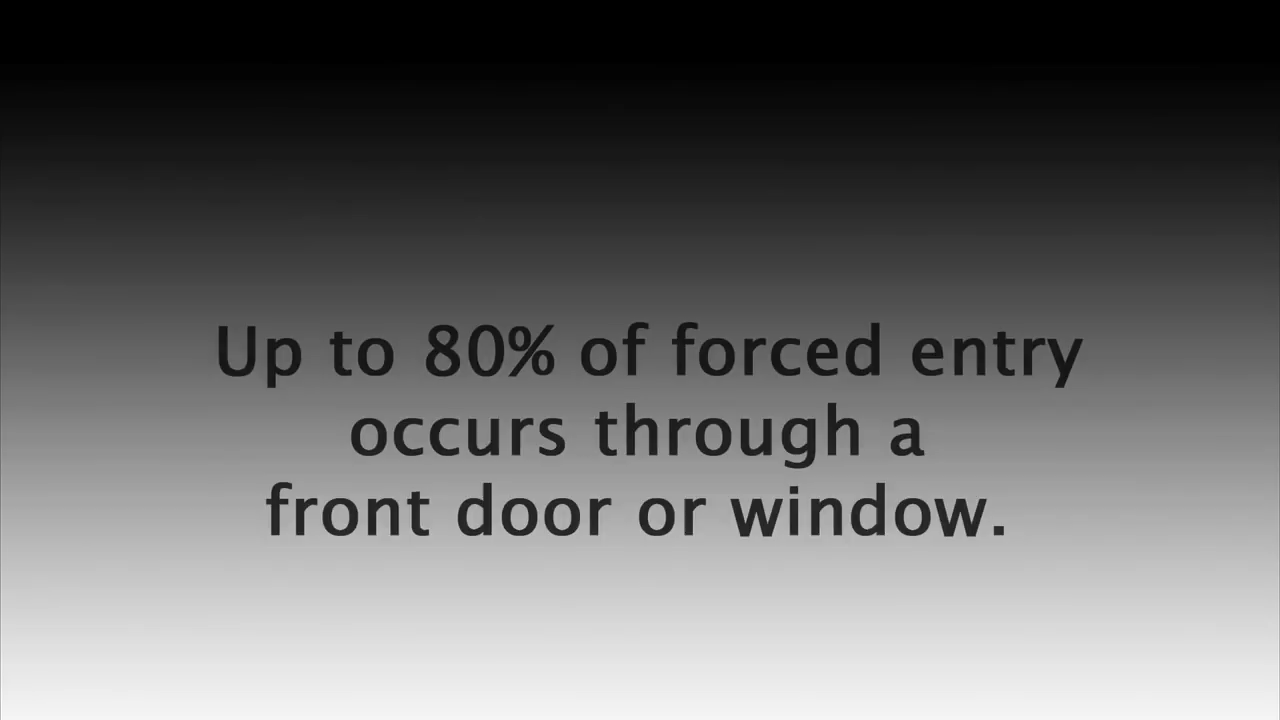 Up to 80% of forced entry
occurs through a
front door or window.